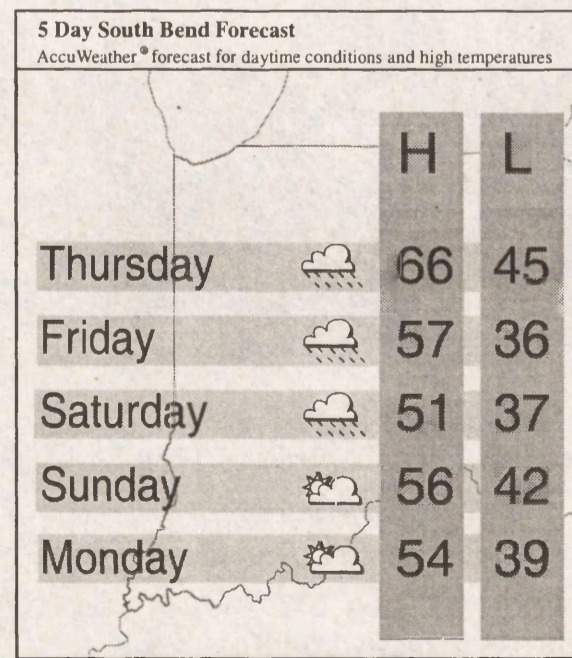 5 Day South Bend Forecast
AccuWeather® forecast for daytime conditions and high temperatures
H L
Thursday 66 45
Friday 57 36
Saturday 51 37
Sunday 56 42
Monday 54 39